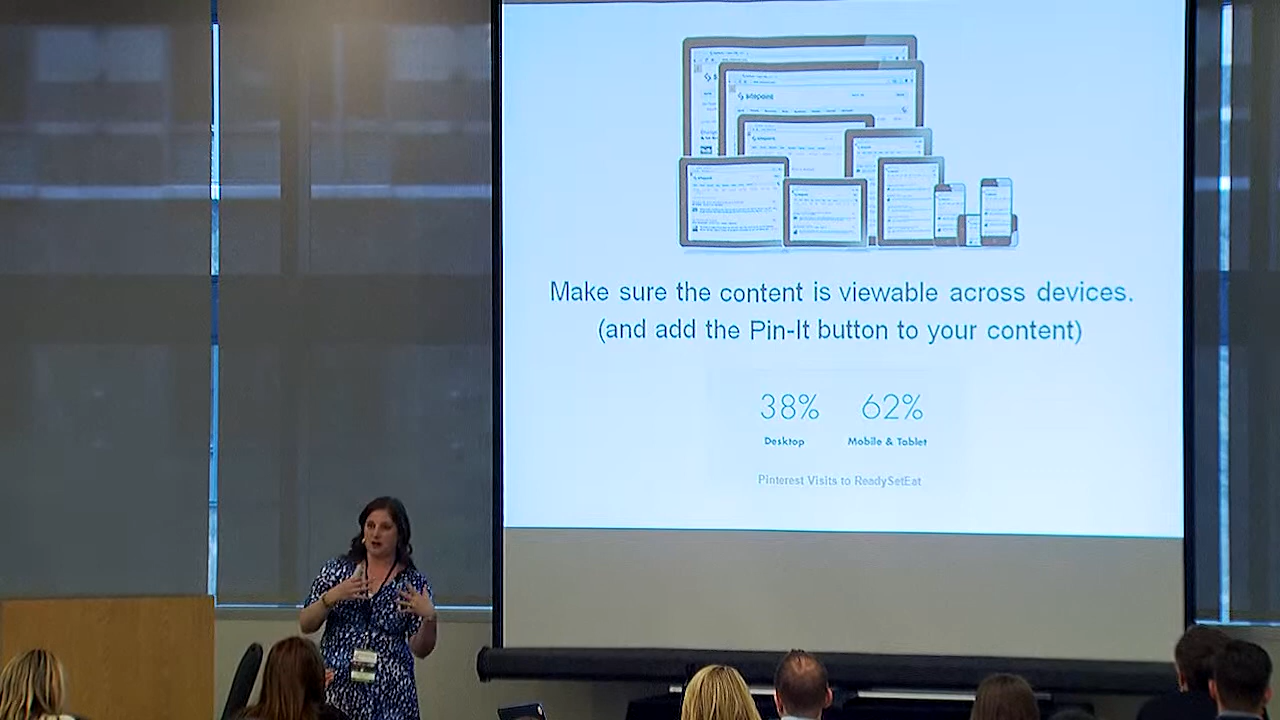 sitepoint
Make sure the content is viewable across devices.
(and add the Pin-It button to your content)
38% 62%
Desktop Mobile & Tablet
Pinterest Visits to ReadySetEat